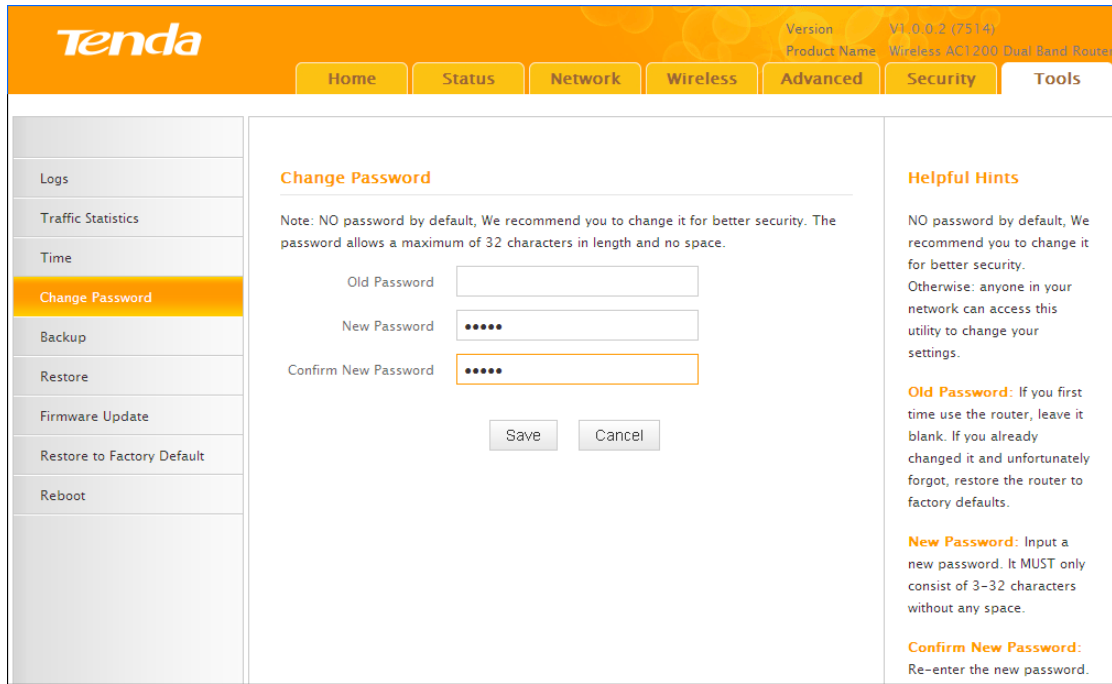 Tenda
Version V1.0.0.2 (7514)
Product Name Wireless AC1200 Dual Band Router
Home Status Network Wireless Advanced Security Tools
Logs
Traffic Statistics
Time
Change Password
Backup
Restore
Firmware Update
Restore to Factory Default
Reboot
Change Password
Note: NO password by default, We recommend you to change it for better security. The
password allows a maximum of 32 characters in length and no space.
Old Password
New Password •••••
Confirm New Password •••••
Save Cancel
Helpful Hints
NO password by default, We
recommend you to change it
for better security.
Otherwise: anyone in your
network can access this
utility to change your
settings.
Old Password: If you first
time use the router, leave it
blank. If you already
changed it and unfortunately
forgot, restore the router to
factory defaults.
New Password: Input a
new password. It MUST only
consist of 3-32 characters
without any space.
Confirm New Password:
Re-enter the new password.